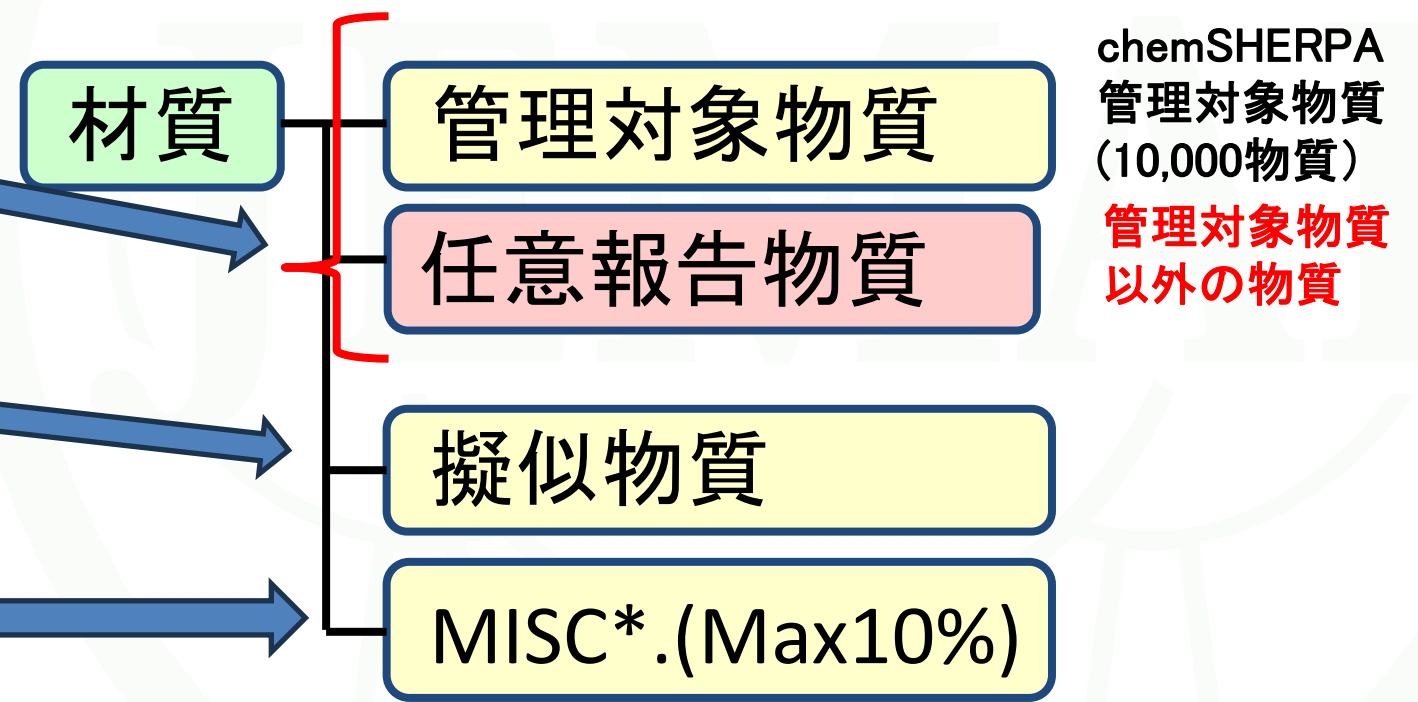 材質
管理対象物質
chemSHERPA
管理対象物質
(10,000物質）
任意報告物質
管理対象物質
以外の物質
擬似物質
MISC*.(Max10%)